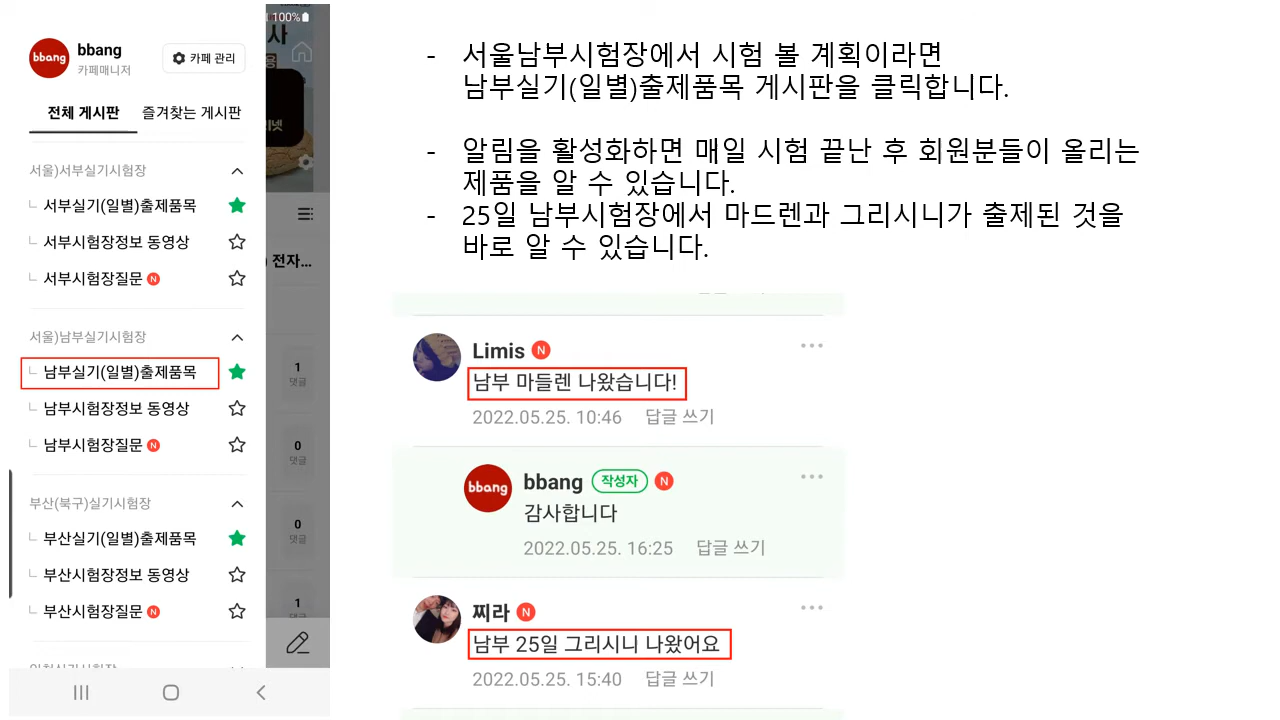 100%
bbang
bbang
카페매니저
카페 관리
전체 게시판
즐겨찾는 게시판
서울)서부실기시험장
서부실기(일별)출제품목
서부시험장정보 동영상
서부시험장질문 N
서울)남부실기시험장
남부실기(일별)출제품목
남부시험장정보 동영상
남부시험장질문 N
부산(북구)실기시험장
부산실기(일별)출제품목
부산시험장정보 동영상
부산시험장질문 N
사
용
넷
) 전자...
1
댓글
0
댓글
0
댓글
1
댓글
- 서울남부시험장에서 시험 볼 계획이라면
남부실기(일별)출제품목 게시판을 클릭합니다.
- 알림을 활성화하면 매일 시험 끝난 후 회원분들이 올리는
제품을 알 수 있습니다.
- 25일 남부시험장에서 마드렌과 그리시니가 출제된 것을
바로 알 수 있습니다.
Limis N
남부 마들렌 나왔습니다!
2022.05.25. 10:46 답글 쓰기
bbang
bbang 작성자 N
감사합니다
2022.05.25. 16:25 답글 쓰기
찌라 N
남부 25일 그리시니 나왔어요
2022.05.25. 15:40 답글 쓰기